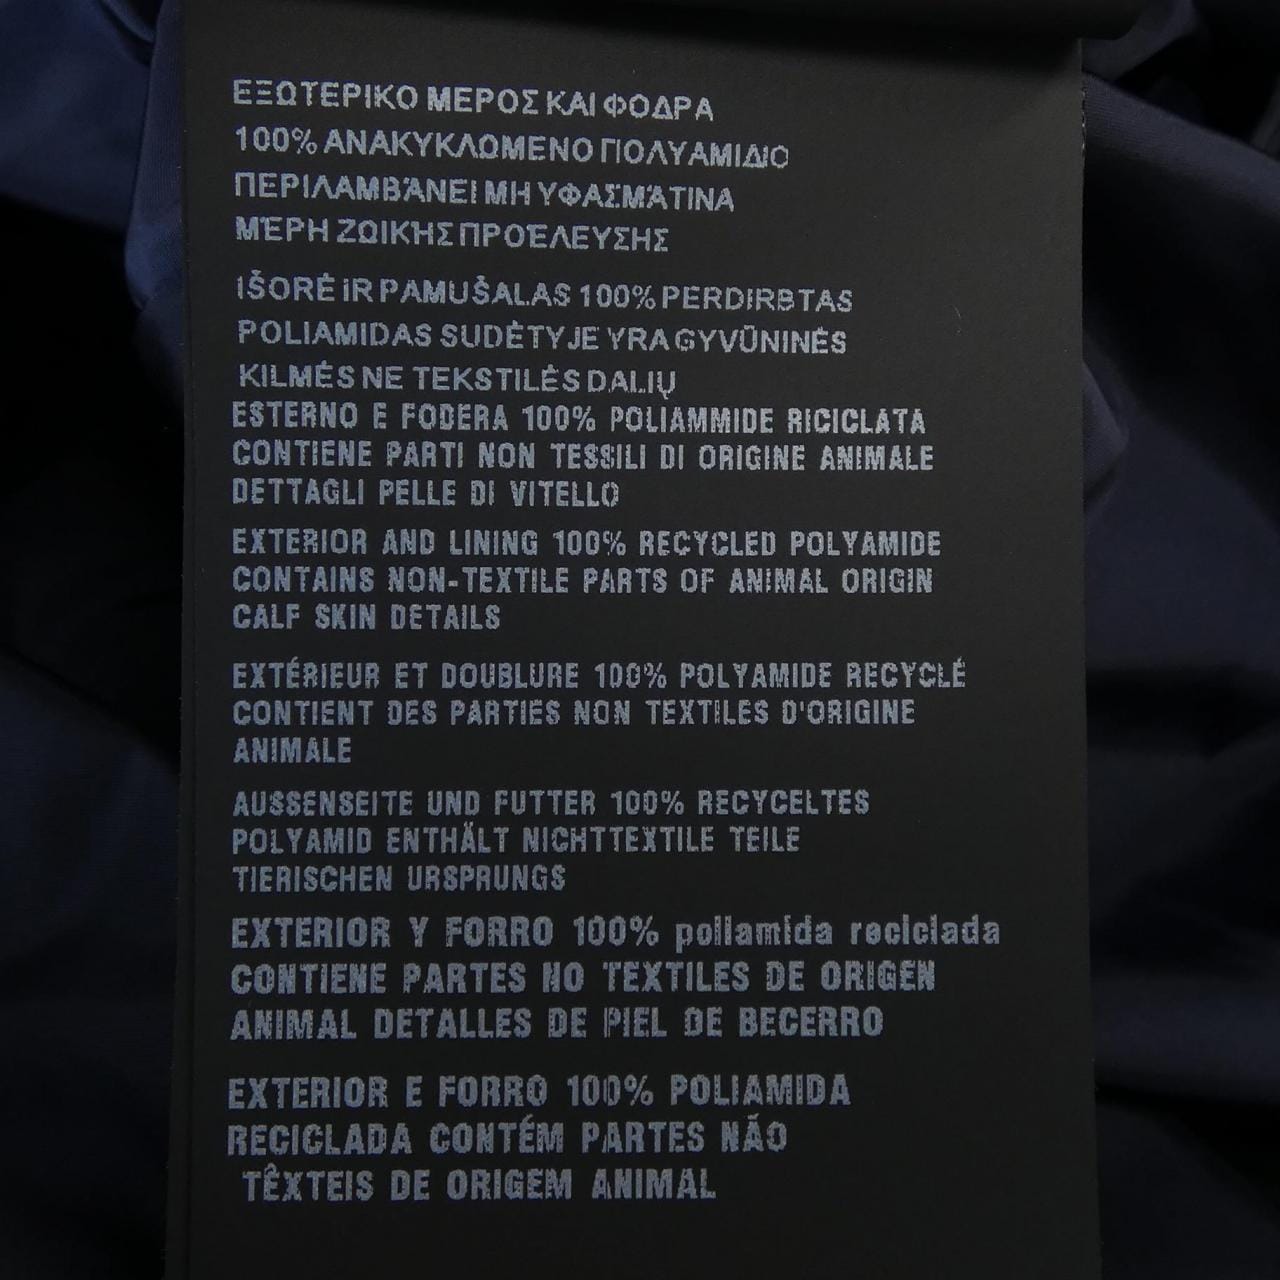 ΕΞΩΤΕΡΙΚΟ ΜΕΡΟΣ ΚΑΙ ΦΟΔΡΑ
100% ΑΝΑΚΥΚΛΩΜΕΝΟ ΠΟΛΥΑΜΙΔΙΟ
ΠΕΡΙΛΑΜΒΆΝΕΙ ΜΗ ΥΦΑΣΜΆΤΙΝΑ
ΜΈΡΗ ΖΩΙΚΉΣ ΠΡΟΈΛΕΥΣΗΣ
IŠORĖ IR PAMUŠALAS 100% PERDIRBTAS
POLIAMIDAS SUDĖTYJE YRA GYVŪNINĖS
KILMĖS NE TEKSTILĖS DALIŲ
ESTERNO E FODERA 100% POLIAMMIDE RICICLATA
CONTIENE PARTI NON TESSILI DI ORIGINE ANIMALE
DETTAGLI PELLE DI VITELLO
EXTERIOR AND LINING 100% RECYCLED POLYAMIDE
CONTAINS NON-TEXTILE PARTS OF ANIMAL ORIGIN
CALF SKIN DETAILS
EXTÉRIEUR ET DOUBLURE 100% POLYAMIDE RECYCLÉ
CONTIENT DES PARTIES NON TEXTILES D'ORIGINE
ANIMALE
AUSSENSEITE UND FUTTER 100% RECYCELTES
POLYAMID ENTHÄLT NICHTTEXTILE TEILE
TIERISCHEN URSPRUNGS
EXTERIOR Y FORRO 100% poliamida reciclada
CONTIENE PARTES NO TEXTILES DE ORIGEN
ANIMAL DETALLES DE PIEL DE BECERRO
EXTERIOR E FORRO 100% POLIAMIDA
RECICLADA CONTÉM PARTES NÃO
TÊXTEIS DE ORIGEM ANIMAL